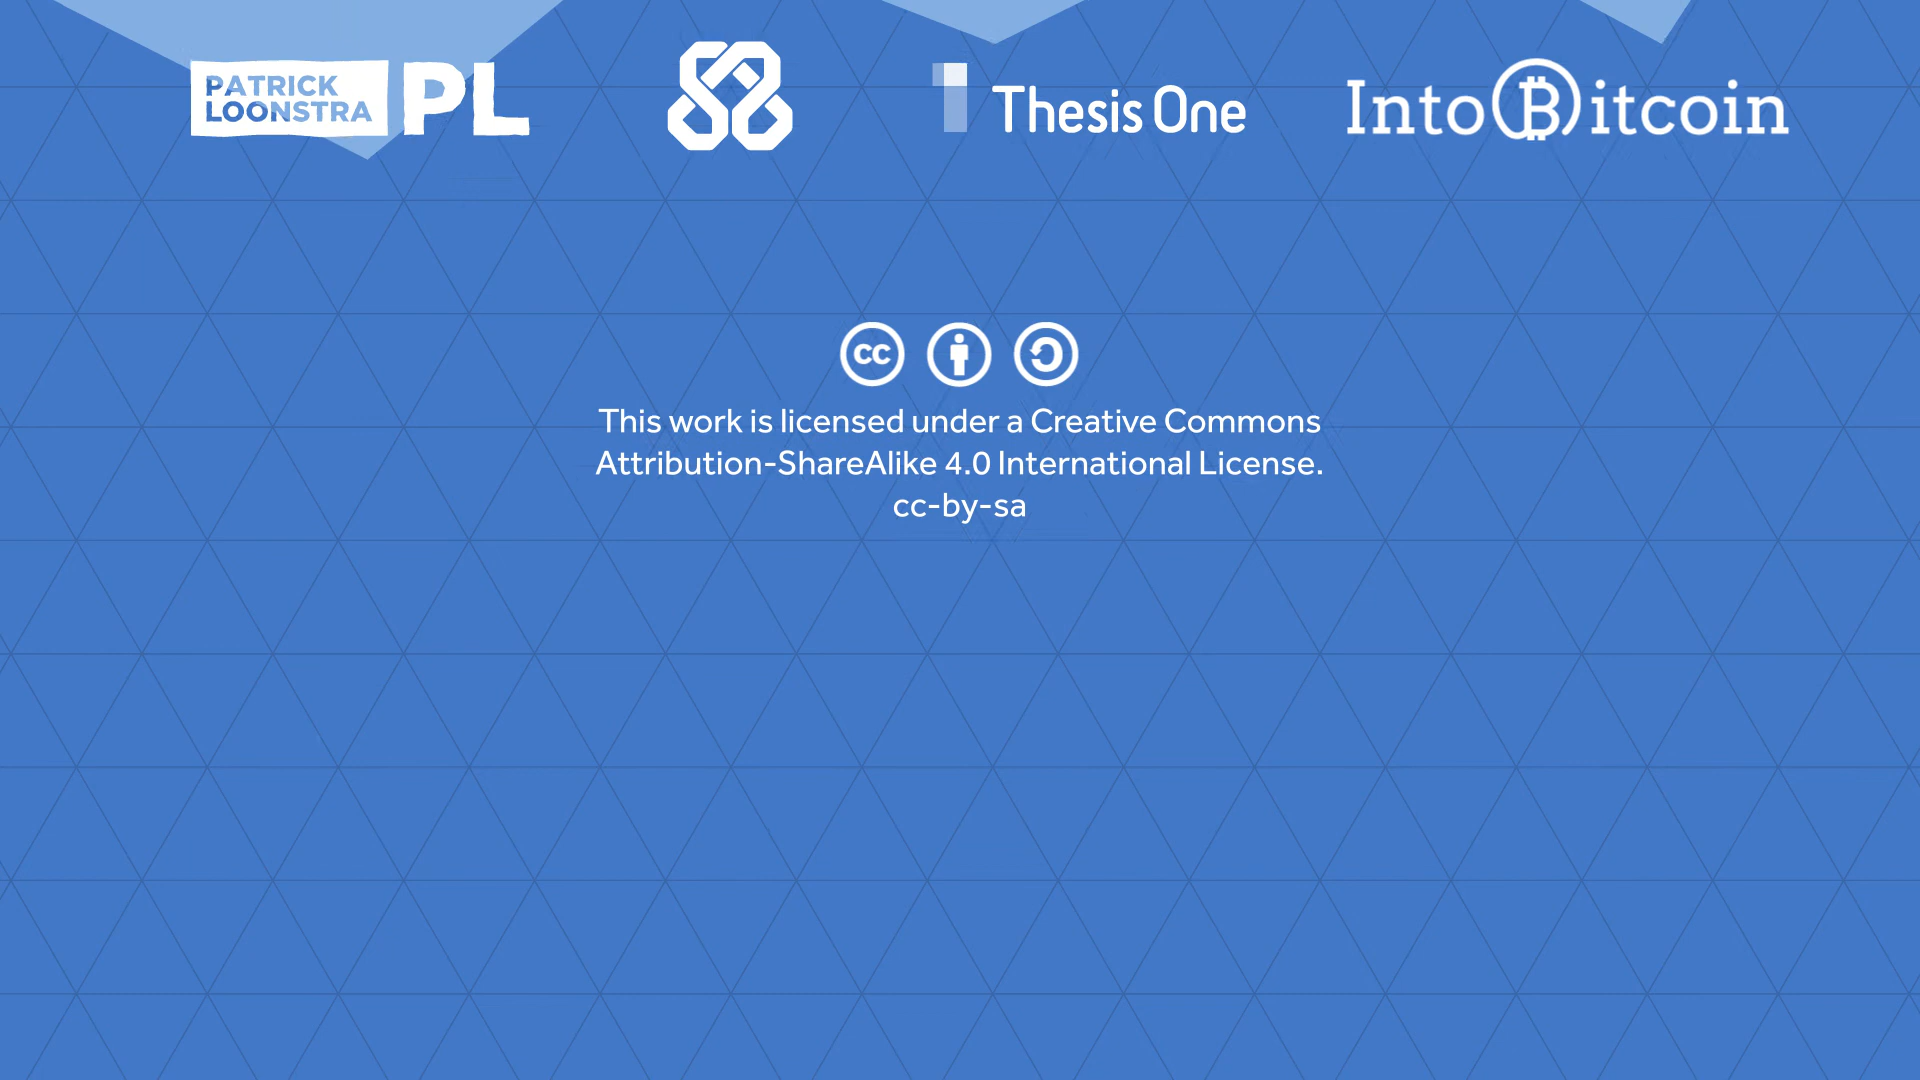 PATRICK
LOONSTRA
PL
Thesis One
IntoBitcoin
cc
This work is licensed under a Creative Commons
Attribution-ShareAlike 4.0 International License.
cc-by-sa